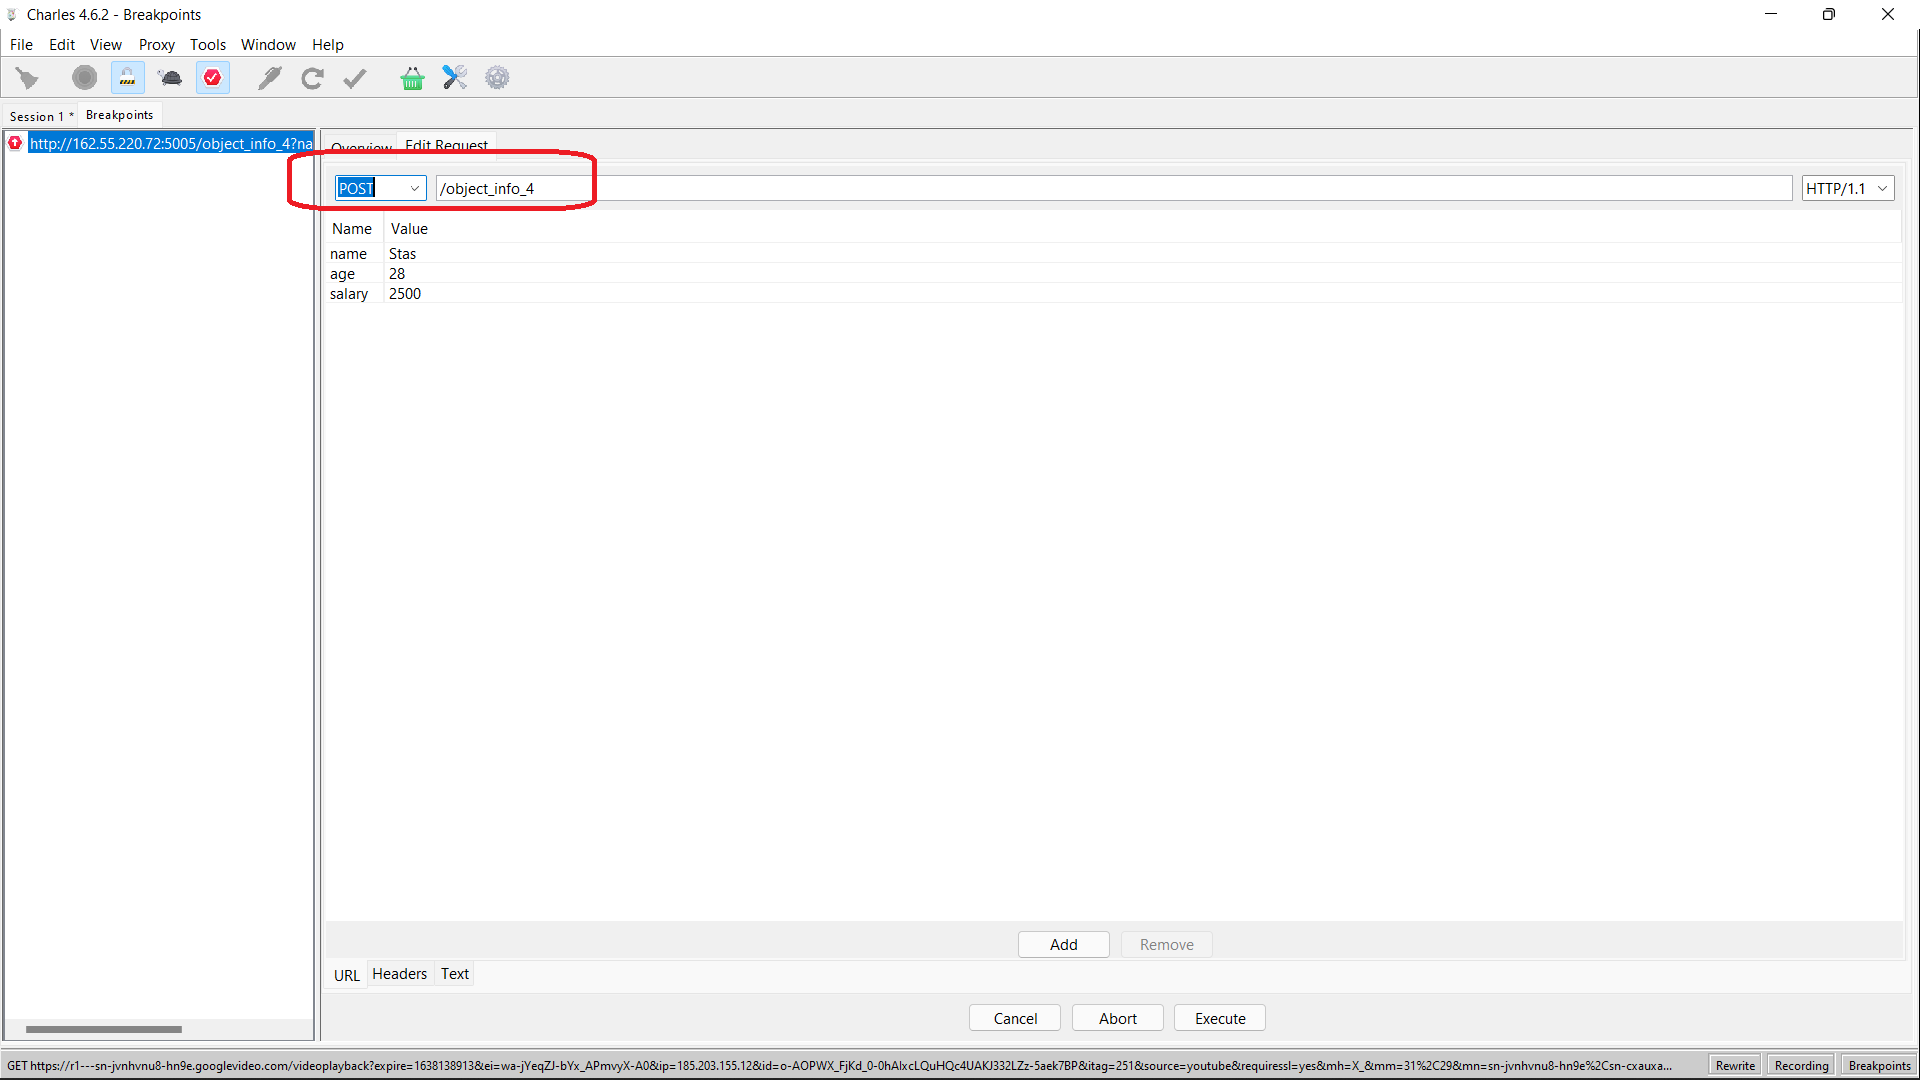 Charles 4.6.2 - Breakpoints
File Edit View Proxy Tools Window Help
Session 1 * Breakpoints
http://162.55.220.72:5005/object_info_4?na
Overview Edit Request
POST /object_info_4 HTTP/1.1
Name Value
name Stas
age 28
salary 2500
Add Remove
URL Headers Text
Cancel Abort Execute
GET https://r1---sn-jvnhvnu8-hn9e.googlevideo.com/videoplayback?expire=1638138913&ei=wa-jYeqZJ-bYx_APmvyX-A0&ip=185.203.155.12&id=o-AOPWX_FjKd_0-0hAlxcLQuHQc4UAKJ332LZz-5aek7BP&itag=251&source=youtube&requiressl=yes&mh=X_&mm=31%2C29&mn=sn-jvnhvnu8-hn9e%2Csn-cxauxa... Rewrite Recording Breakpoints